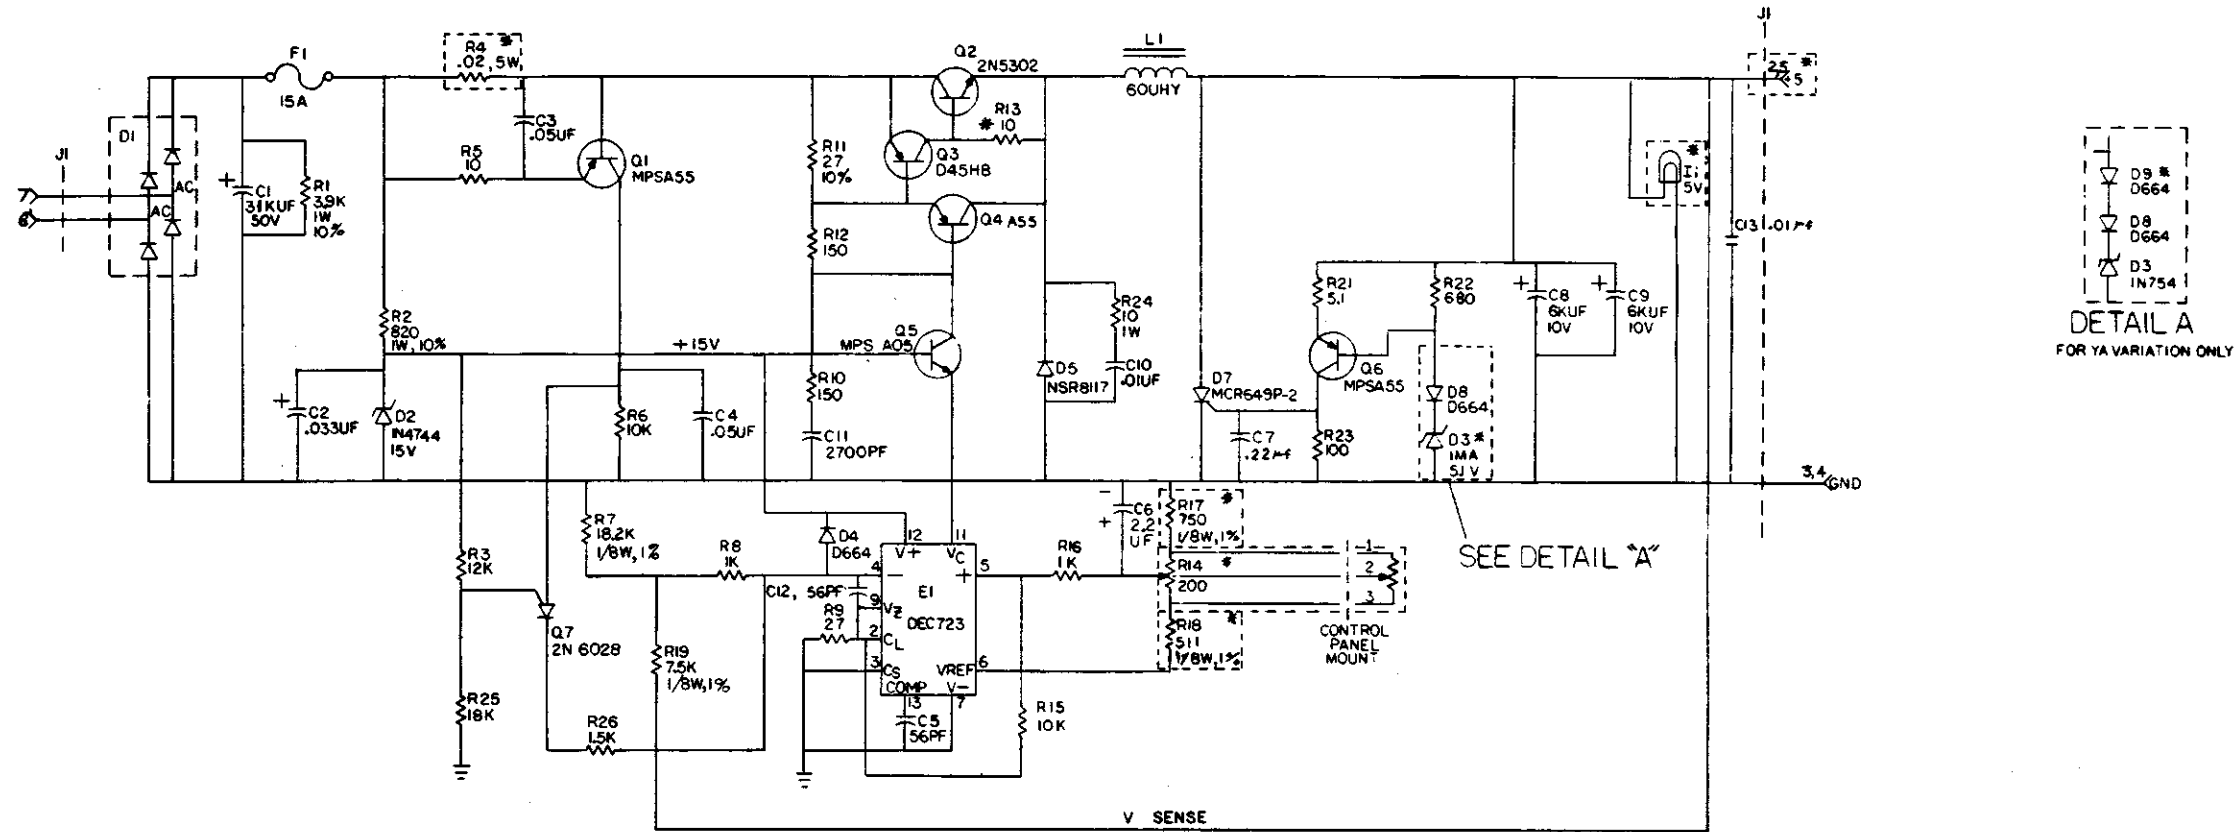 F1
15A
R4 *
.02, 5W
Q2
2N5302
L1
60UHY
J1
25 *
+5
D1
AC
AC
J1
7
8
C1
31KUF
50V
R1
3.9K
1W
10%
C3
.05UF
R5
10
Q1
MPSA55
R11
27
10%
* R13
10
Q3
D45H8
Q4 A55
R12
150
I1 *
5V
C13 .01µf
D9 *
D664
D8
D664
D3
1N754
DETAIL A
FOR YA VARIATION ONLY
R2
820
1W, 10%
+15V
Q5
MPS A05
R24
10
1W
C10
.01UF
D5
NSR8117
R21
5.1
R22
680
Q6
MPSA55
C8
6KUF
10V
C9
6KUF
10V
D7
MCR649P-2
D8
D664
D3 *
1MA
5.1V
C2
.033UF
D2
1N4744
15V
R6
10K
C4
.05UF
R10
150
C11
2700PF
C7
.22µf
R23
100
3,4
GND
R7
18.2K
1/8W, 1%
D4
D664
12
V+
11
VC
C6
2.2
UF
R17 *
750
1/8W, 1%
SEE DETAIL "A"
R3
12K
R8
1K
4
-
5
+
R16
1K
R14 *
200
1
2
3
C12, 56PF
E1
DEC723
9
VZ
R9
27
2
CL
3
CS
COMP
13
V-
7
VREF
6
R18 *
511
1/8W, 1%
CONTROL
PANEL
MOUNT
Q7
2N 6028
R19
7.5K
1/8W, 1%
R25
18K
R26
1.5K
C5
56PF
R15
10K
V SENSE